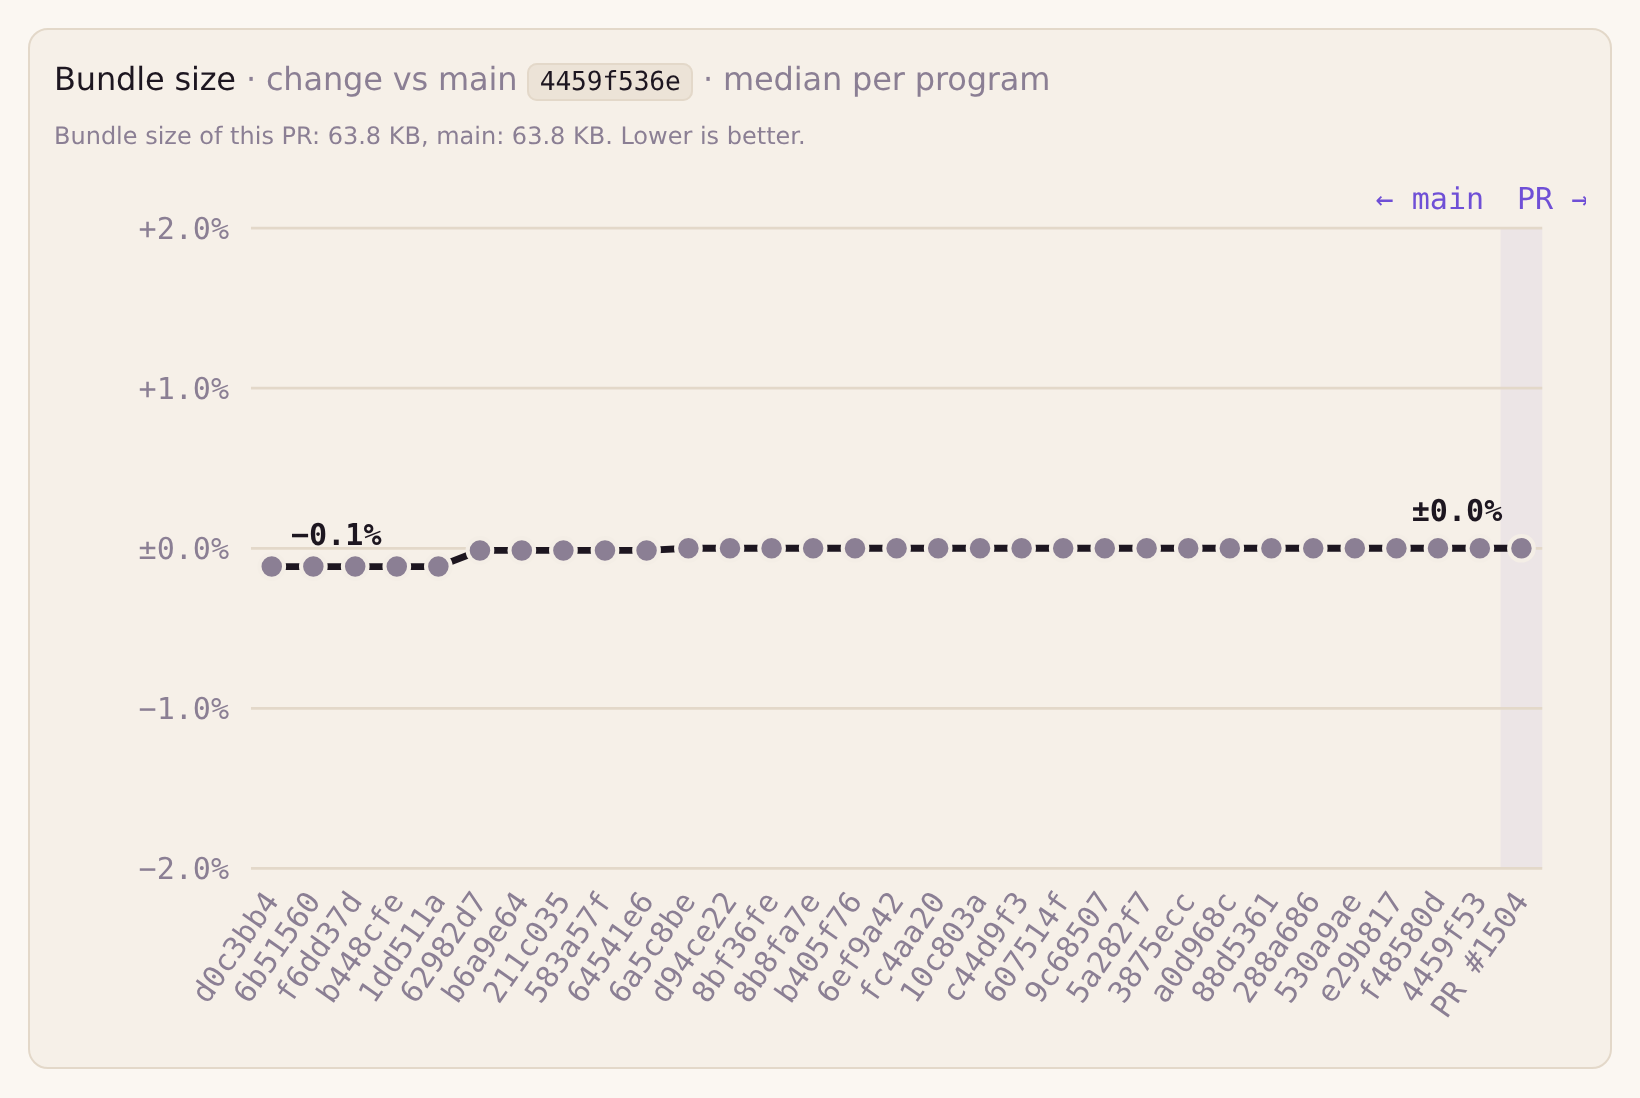 Bundle size · change vs main 4459f536e · median per program
Bundle size of this PR: 63.8 KB, main: 63.8 KB. Lower is better.
← main PR →
+2.0%
+1.0%
±0.0%
−1.0%
−2.0%
−0.1%
±0.0%
d0c3bb4
6b51560
f6dd37d
b448cfe
1dd511a
62982d7
b6a9e64
211c035
583a57f
64541e6
6a5c8be
d94ce22
8bf36fe
8b8fa7e
b405f76
6ef9a42
fc4aa20
10c803a
c44d9f3
607514f
9c68507
5a282f7
3875ecc
a0d968c
88d5361
288a686
530a9ae
e29b817
f48580d
4459f53
PR #1504